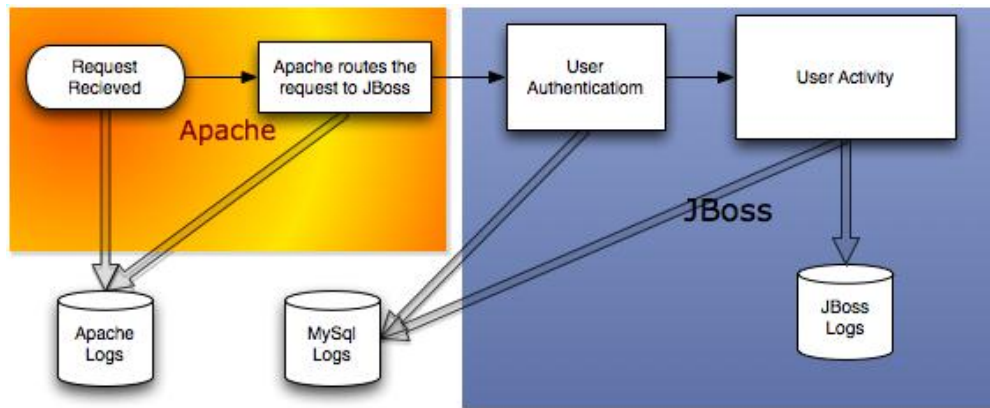 Request
Recieved
Apache routes the
request to JBoss
User
Authenticatiom
User Activity
Apache
JBoss
Apache
Logs
MySql
Logs
JBoss
Logs